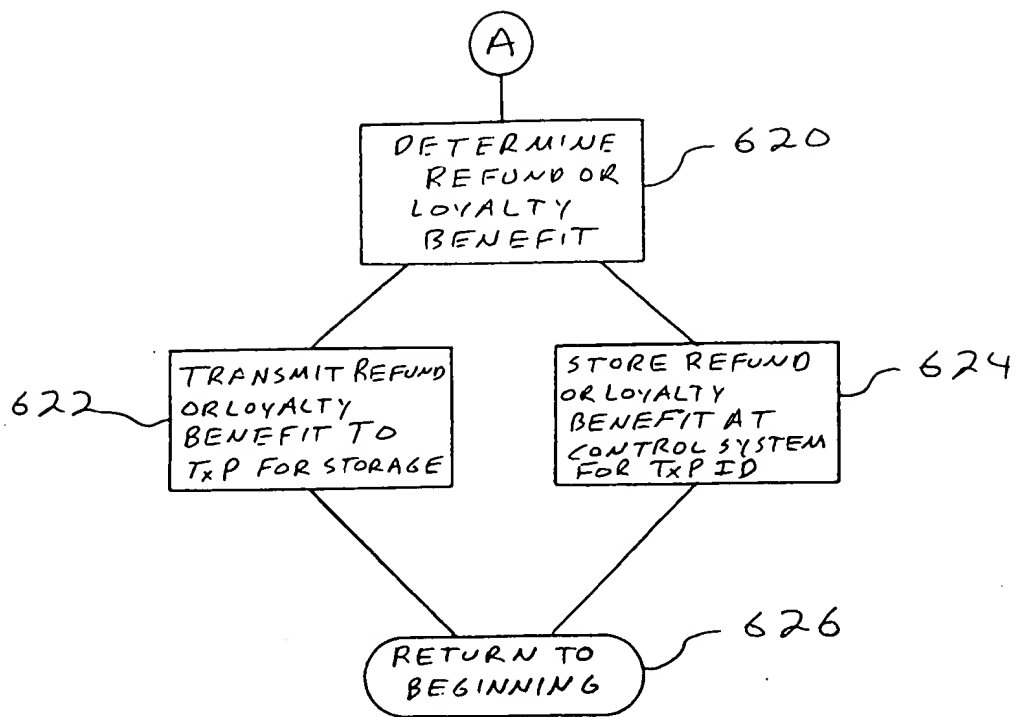 A
DETERMINE
REFUND OR
LOYALTY
BENEFIT
620
TRANSMIT REFUND
OR LOYALTY
BENEFIT TO
TxP FOR STORAGE
622
STORE REFUND
OR LOYALTY
BENEFIT AT
CONTROL SYSTEM
FOR TxP ID
624
RETURN TO
BEGINNING
626